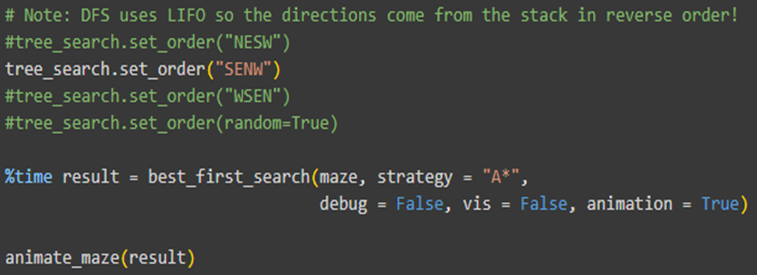 # Note: DFS uses LIFO so the directions come from the stack in reverse order!
#tree_search.set_order("NESW")
tree_search.set_order("SENW")
#tree_search.set_order("WSEN")
#tree_search.set_order(random=True)
%time result = best_first_search(maze, strategy = "A*",
debug = False, vis = False, animation = True)
animate_maze(result)